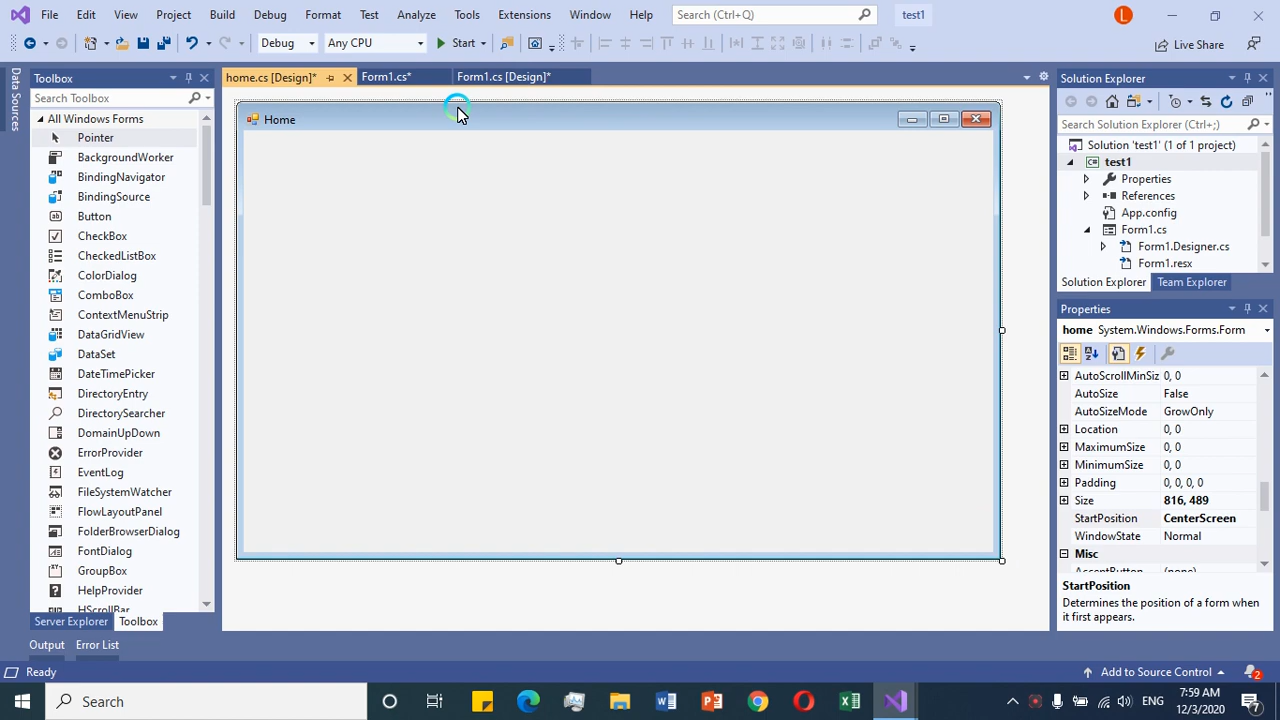 File Edit View Project Build Debug Format Test Analyze Tools Extensions Window Help Search (Ctrl+Q) test1 L
Debug Any CPU Start Live Share
Data Sources
Toolbox
Search Toolbox
All Windows Forms
Pointer
BackgroundWorker
BindingNavigator
BindingSource
Button
CheckBox
CheckedListBox
ColorDialog
ComboBox
ContextMenuStrip
DataGridView
DataSet
DateTimePicker
DirectoryEntry
DirectorySearcher
DomainUpDown
ErrorProvider
EventLog
FileSystemWatcher
FlowLayoutPanel
FolderBrowserDialog
FontDialog
GroupBox
HelpProvider
HScrollBar
Server Explorer Toolbox
home.cs [Design]* Form1.cs* Form1.cs [Design]*
Home
Solution Explorer
Search Solution Explorer (Ctrl+;)
Solution 'test1' (1 of 1 project)
test1
Properties
References
App.config
Form1.cs
Form1.Designer.cs
Form1.resx
Solution Explorer Team Explorer
Properties
home System.Windows.Forms.Form
AutoScrollMinSiz 0, 0
AutoSize False
AutoSizeMode GrowOnly
Location 0, 0
MaximumSize 0, 0
MinimumSize 0, 0
Padding 0, 0, 0, 0
Size 816, 489
StartPosition CenterScreen
WindowState Normal
Misc
AcceptButton (none)
StartPosition
Determines the position of a form when
it first appears.
Output Error List
Ready Add to Source Control 2
Search ENG 7:59 AM
12/3/2020 7